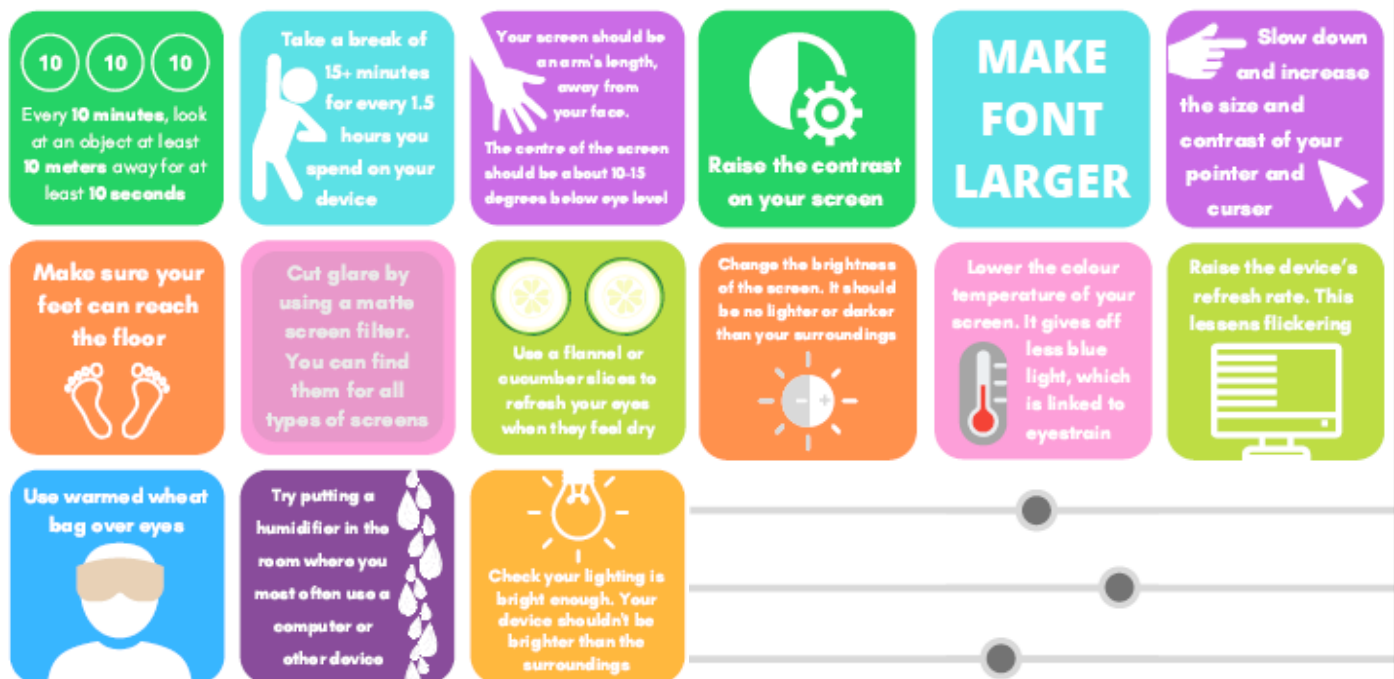 10 10 10
Every 10 minutes, look
at an object at least
10 meters away for at
least 10 seconds
Take a break of
15+ minutes
for every 1.5
hours you
spend on your
device
Your screen should be
an arm's length,
away from
your face.
The centre of the screen
should be about 10-15
degrees below eye level
Raise the contrast
on your screen
MAKE
FONT
LARGER
Slow down
and increase
the size and
contrast of your
pointer and
curser
Make sure your
feet can reach
the floor
Cut glare by
using a matte
screen filter.
You can find
them for all
types of screens
Use a flannel or
cucumber slices to
refresh your eyes
when they feel dry
Change the brightness
of the screen. It should
be no lighter or darker
than your surroundings
- +
Lower the colour
temperature of your
screen. It gives off
less blue
light, which
is linked to
eyestrain
Raise the device's
refresh rate. This
lessens flickering
Use warmed wheat
bag over eyes
Try putting a
humidifier in the
room where you
most often use a
computer or
other device
Check your lighting is
bright enough. Your
device shouldn't be
brighter than the
surroundings